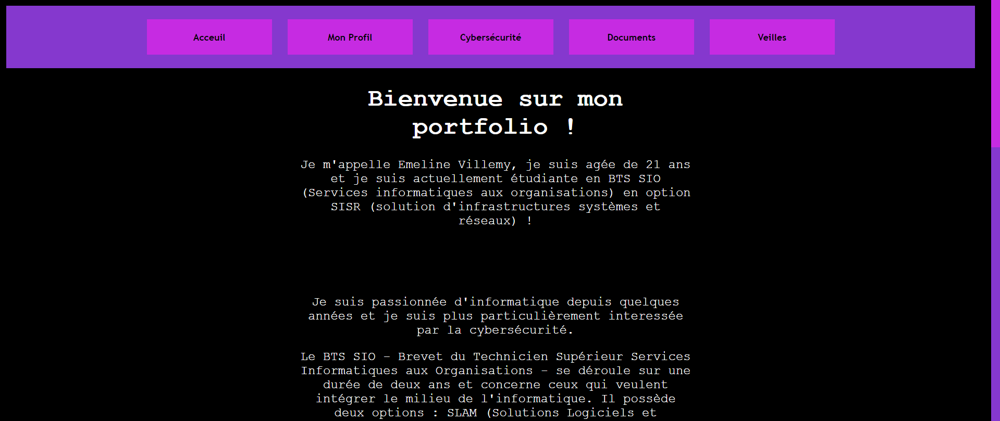 Acceuil Mon Profil Cybersécurité Documents Veilles
Bienvenue sur mon
portfolio !
Je m'appelle Emeline Villemy, je suis agée de 21 ans
et je suis actuellement étudiante en BTS SIO
(Services informatiques aux organisations) en option
SISR (solution d'infrastructures systèmes et
réseaux) !
Je suis passionnée d'informatique depuis quelques
années et je suis plus particulièrement interessée
par la cybersécurité.
Le BTS SIO – Brevet du Technicien Supérieur Services
Informatiques aux Organisations – se déroule sur une
durée de deux ans et concerne ceux qui veulent
intégrer le milieu de l'informatique. Il possède
deux options : SLAM (Solutions Logiciels et